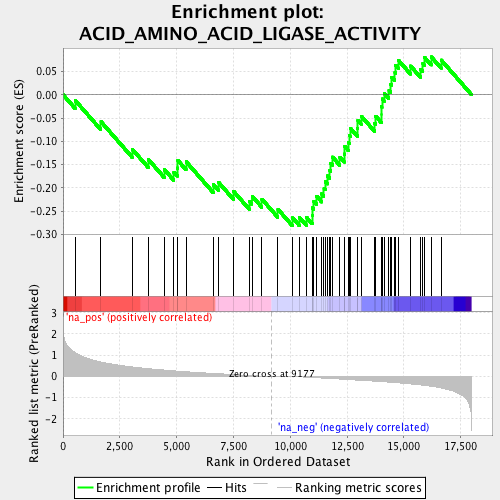 Enrichment plot:
ACID_AMINO_ACID_LIGASE_ACTIVITY
Enrichment score (ES)
0.05
0.00
-0.05
-0.10
-0.15
-0.20
-0.25
-0.30
'na_pos' (positively correlated)
Ranked list metric (PreRanked)
3
2
1
0
-1
-2
Zero cross at 9177
'na_neg' (negatively correlated)
0
2,500
5,000
7,500
10,000
12,500
15,000
17,500
Rank in Ordered Dataset
Enrichment profile
Hits
Ranking metric scores